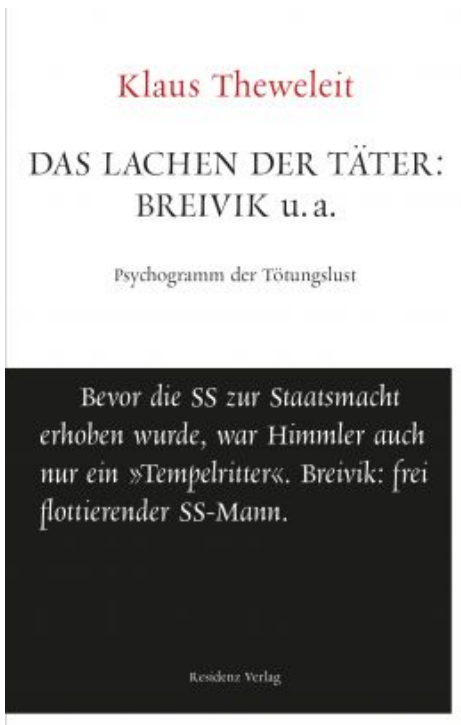 Klaus Theweleit
DAS LACHEN DER TÄTER:
BREIVIK u. a.
Psychogramm der Tötungslust
Bevor die SS zur Staatsmacht
erhoben wurde, war Himmler auch
nur ein »Tempelritter«. Breivik: frei
flottierender SS-Mann.
Residenz Verlag